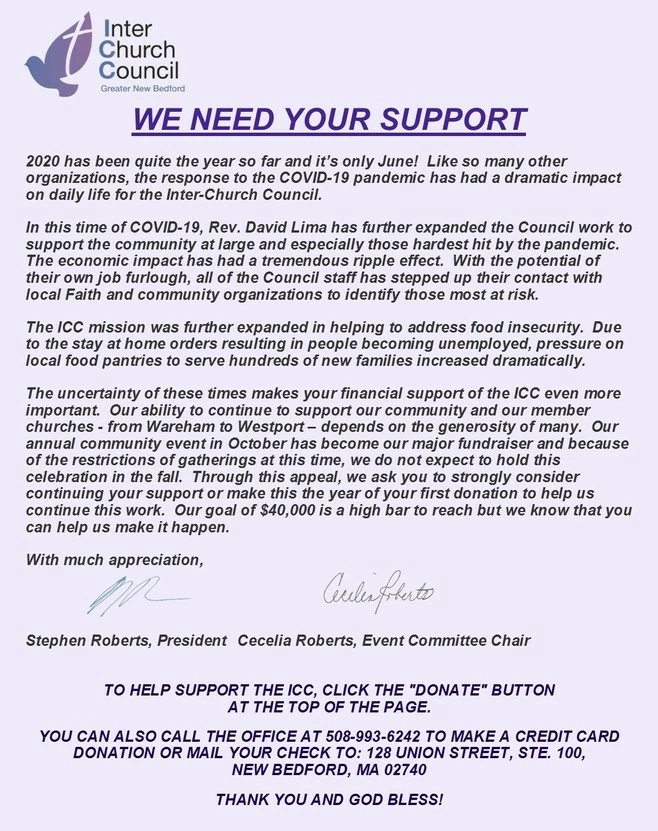 Inter
Church
Council
Greater New Bedford
WE NEED YOUR SUPPORT
2020 has been quite the year so far and it's only June!  Like so many other
organizations, the response to the COVID-19 pandemic has had a dramatic impact
on daily life for the Inter-Church Council.
In this time of COVID-19, Rev. David Lima has further expanded the Council work to
support the community at large and especially those hardest hit by the pandemic.
The economic impact has had a tremendous ripple effect.  With the potential of
their own job furlough, all of the Council staff has stepped up their contact with
local Faith and community organizations to identify those most at risk.
The ICC mission was further expanded in helping to address food insecurity.  Due
to the stay at home orders resulting in people becoming unemployed, pressure on
local food pantries to serve hundreds of new families increased dramatically.
The uncertainty of these times makes your financial support of the ICC even more
important.  Our ability to continue to support our community and our member
churches - from Wareham to Westport – depends on the generosity of many.  Our
annual community event in October has become our major fundraiser and because
of the restrictions of gatherings at this time, we do not expect to hold this
celebration in the fall.  Through this appeal, we ask you to strongly consider
continuing your support or make this the year of your first donation to help us
continue this work.  Our goal of $40,000 is a high bar to reach but we know that you
can help us make it happen.
With much appreciation,
Cecelia Roberts
Stephen Roberts, President  Cecelia Roberts, Event Committee Chair
TO HELP SUPPORT THE ICC, CLICK THE "DONATE" BUTTON
AT THE TOP OF THE PAGE.
YOU CAN ALSO CALL THE OFFICE AT 508-993-6242 TO MAKE A CREDIT CARD
DONATION OR MAIL YOUR CHECK TO: 128 UNION STREET, STE. 100,
NEW BEDFORD, MA 02740
THANK YOU AND GOD BLESS!